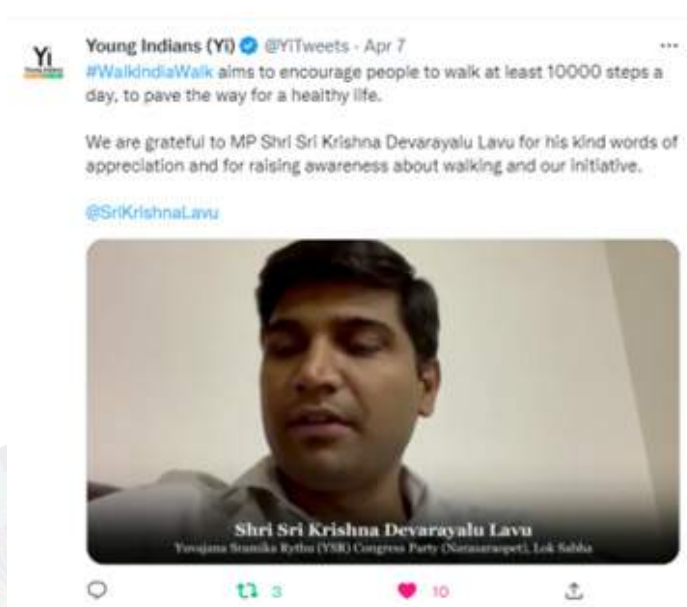 Yi
Young Indians (Yi) @YiTweets · Apr 7
#WalkIndiaWalk aims to encourage people to walk at least 10000 steps a
day, to pave the way for a healthy life.
We are grateful to MP Shri Sri Krishna Devarayalu Lavu for his kind words of
appreciation and for raising awareness about walking and our initiative.
@SriKrishnaLavu
Shri Sri Krishna Devarayalu Lavu
Yuvajana Sramika Rythu (YSR) Congress Party (Narasaraopet), Lok Sabha
3
10